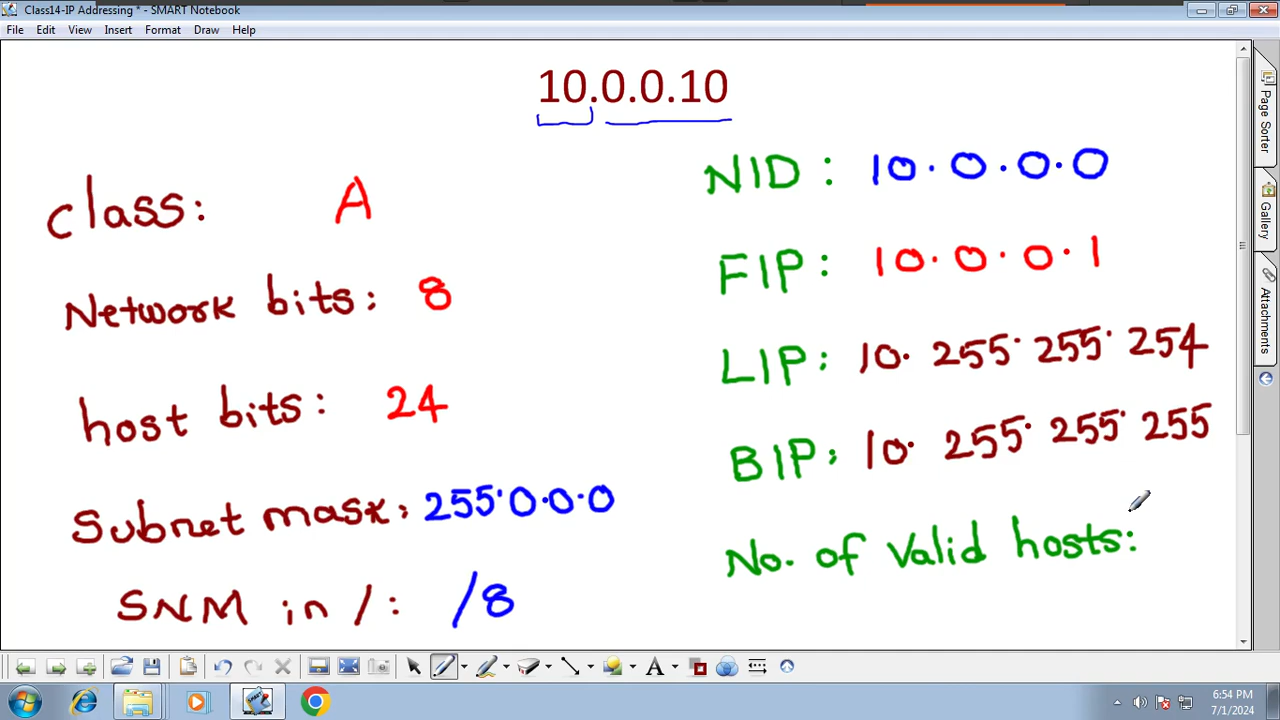 Class14-IP Addressing * - SMART Notebook
File Edit View Insert Format Draw Help
10.0.0.10
class: A
Network bits: 8
host bits: 24
Subnet mask: 255.0.0.0
SNM in /: /8
NID: 10.0.0.0
FIP: 10.0.0.1
LIP: 10.255.255.254
BIP: 10.255.255.255
No. of Valid hosts:
Page Sorter
Gallery
Attachments
6:54 PM
7/1/2024